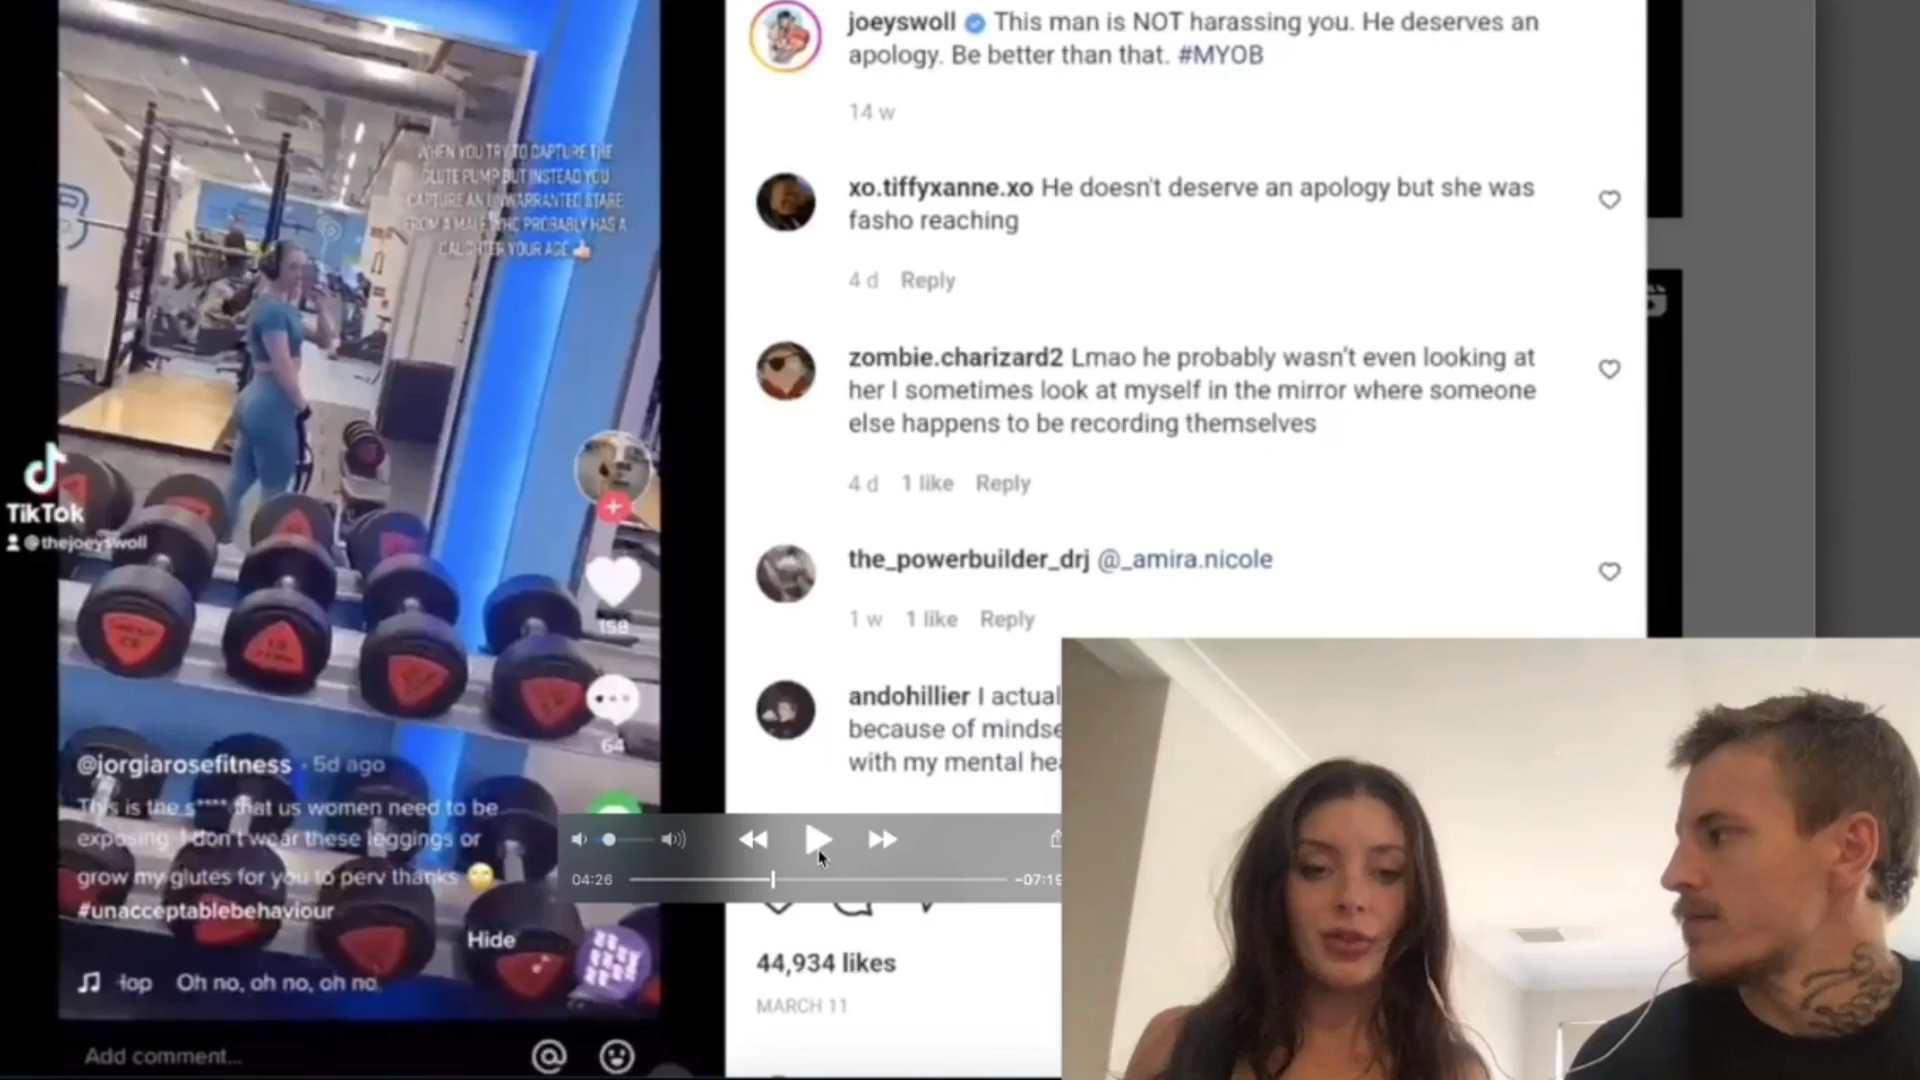 WHEN YOU TRY TO CAPTURE THE
GLUTE PUMP BUT INSTEAD YOU
CAPTURE AN UNWARRANTED STARE
FROM A MALE WHO PROBABLY HAS A
DAUGHTER YOUR AGE 👍
TikTok
@thejoeyswoll
158
64
@jorgiarosefitness · 5d ago
This is the s**** that us women need to be
exposing I don't wear these leggings or
grow my glutes for you to perv thanks 🙄
#unacceptablebehaviour
Hide
Oh no, oh no, oh no
Add comment...
joeyswoll This man is NOT harassing you. He deserves an
apology. Be better than that. #MYOB
14 w
xo.tiffyxanne.xo He doesn't deserve an apology but she was
fasho reaching
4 d Reply
zombie.charizard2 Lmao he probably wasn't even looking at
her I sometimes look at myself in the mirror where someone
else happens to be recording themselves
4 d 1 like Reply
the_powerbuilder_drj @_amira.nicole
1 w 1 like Reply
andohillier I actual
because of mindse
with my mental hea
04:26
-07:19
44,934 likes
MARCH 11